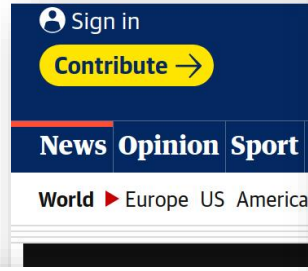 Sign in
Contribute →
News Opinion Sport
World ▶ Europe US America